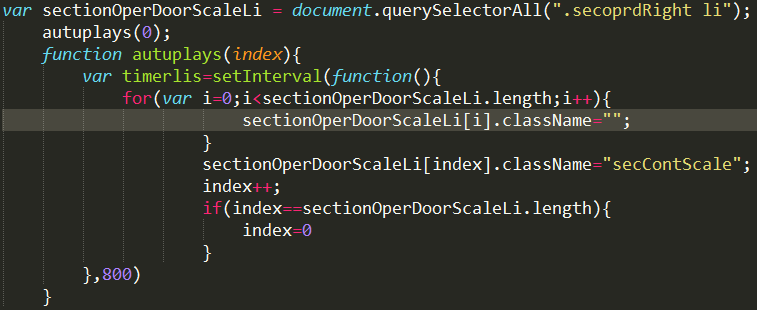 var sectionOperDoorScaleLi = document.querySelectorAll(".secoprdRight li");
    autuplays(0);
    function autuplays(index){
        var timerlis=setInterval(function(){
            for(var i=0;i<sectionOperDoorScaleLi.length;i++){
                        sectionOperDoorScaleLi[i].className="";
                    }
                    sectionOperDoorScaleLi[index].className="secContScale";
                    index++;
                    if(index==sectionOperDoorScaleLi.length){
                        index=0
                    }
        },800)
    }